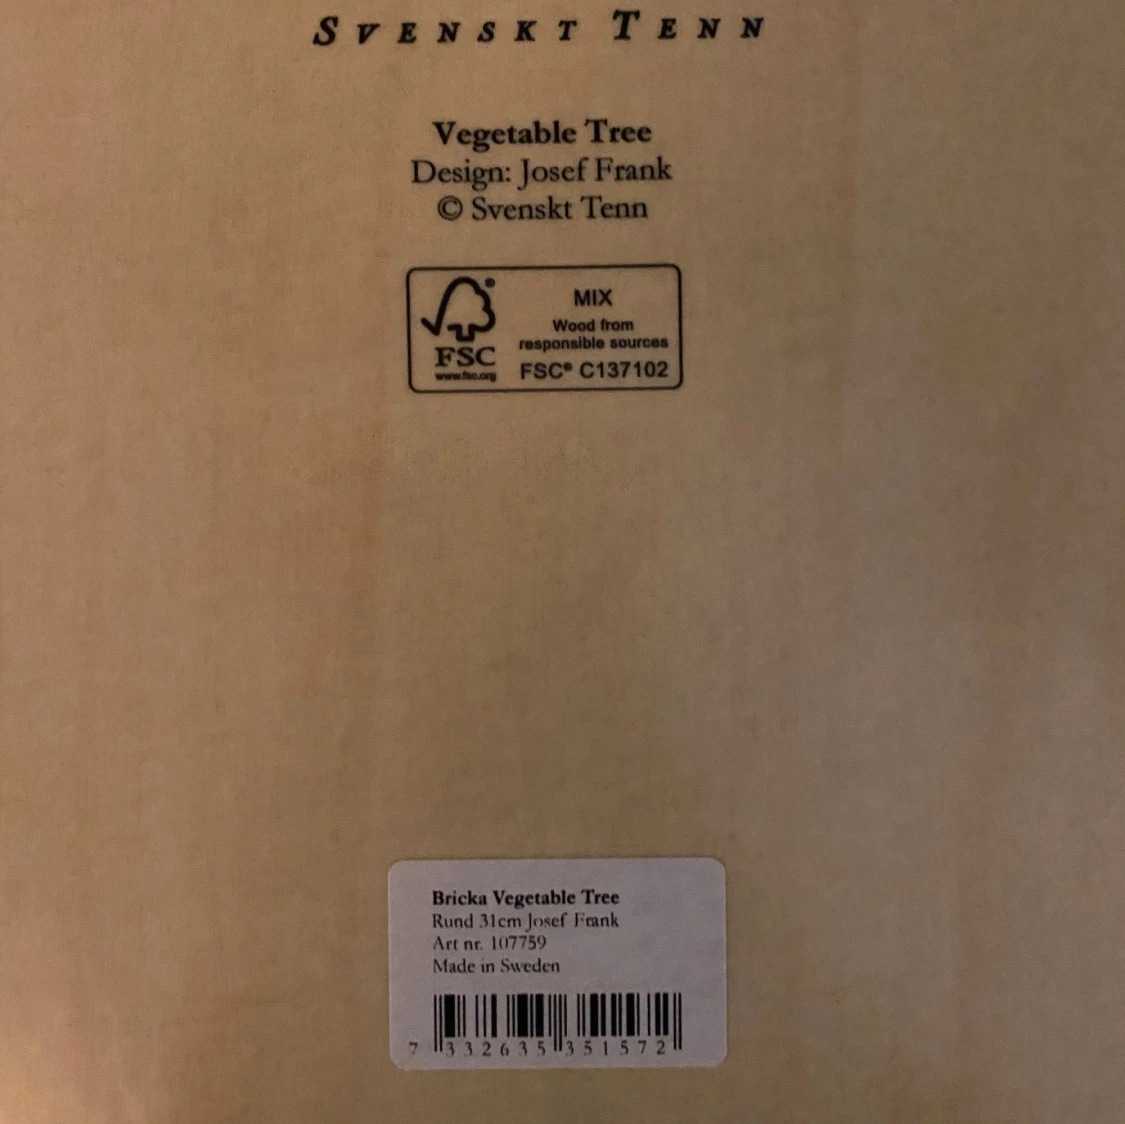 SVENSKT TENN
Vegetable Tree
Design: Josef Frank
© Svenskt Tenn
FSC
www.fsc.org
MIX
Wood from
responsible sources
FSC® C137102
Bricka Vegetable Tree
Rund 31cm Josef Frank
Art nr. 107759
Made in Sweden
7 332635 351572